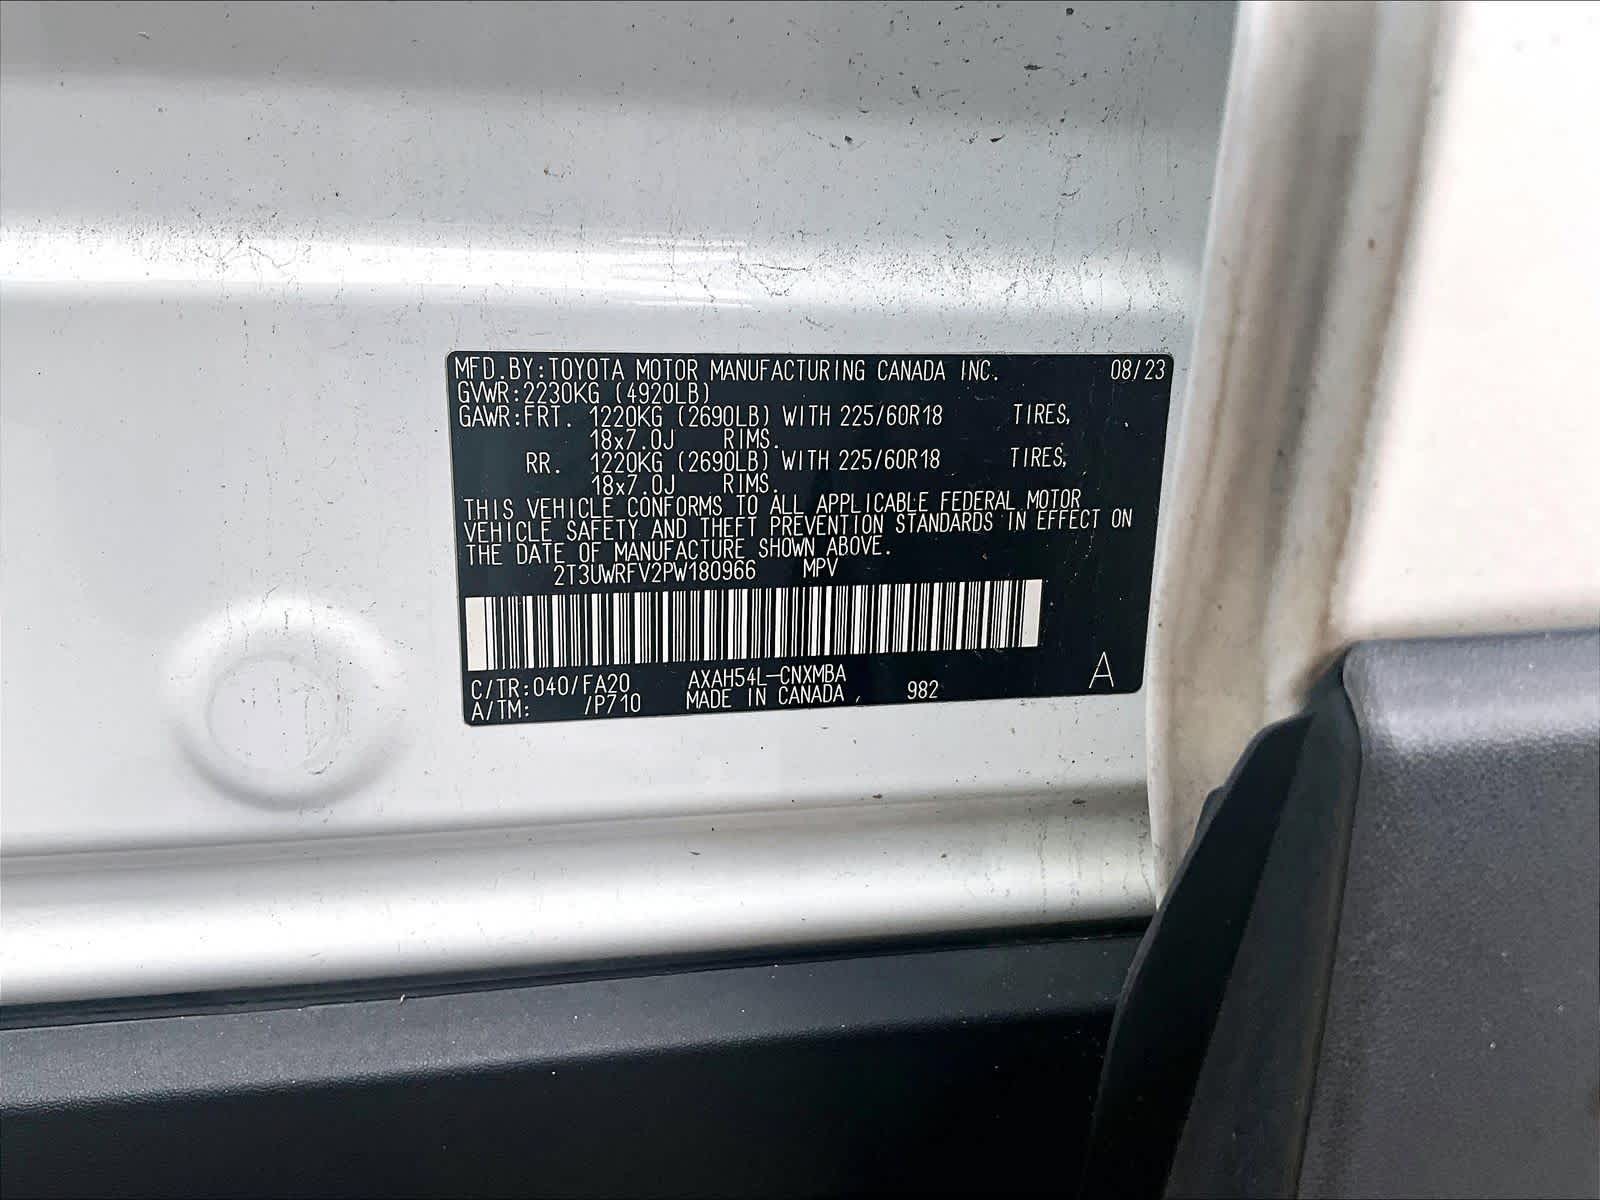 MFD.BY:TOYOTA MOTOR MANUFACTURING CANADA INC. 08/23
GVWR:2230KG (4920LB)
GAWR:FRT. 1220KG (2690LB) WITH 225/60R18 TIRES,
18x7.0J RIMS.
RR. 1220KG (2690LB) WITH 225/60R18 TIRES,
18x7.0J RIMS.
THIS VEHICLE CONFORMS TO ALL APPLICABLE FEDERAL MOTOR
VEHICLE SAFETY AND THEFT PREVENTION STANDARDS IN EFFECT ON
THE DATE OF MANUFACTURE SHOWN ABOVE.
2T3UWRFV2PW180966 MPV
C/TR:040/FA20 AXAH54L-CNXMBA A
A/TM: /P710 MADE IN CANADA 982